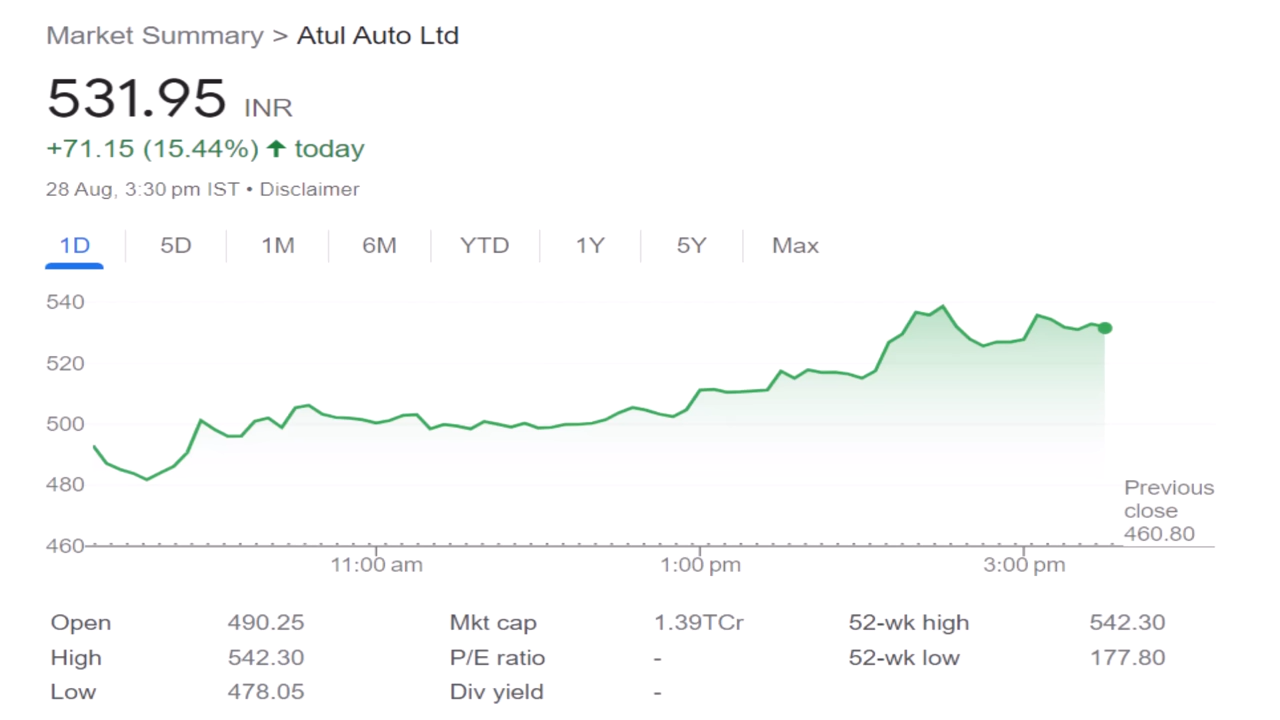 Market Summary > Atul Auto Ltd
531.95 INR
+71.15 (15.44%) ↑ today
28 Aug, 3:30 pm IST • Disclaimer
1D 5D 1M 6M YTD 1Y 5Y Max
540
520
500
480
460
Previous
close
460.80
11:00 am 1:00 pm 3:00 pm
Open 490.25 Mkt cap 1.39TCr 52-wk high 542.30
High 542.30 P/E ratio - 52-wk low 177.80
Low 478.05 Div yield -